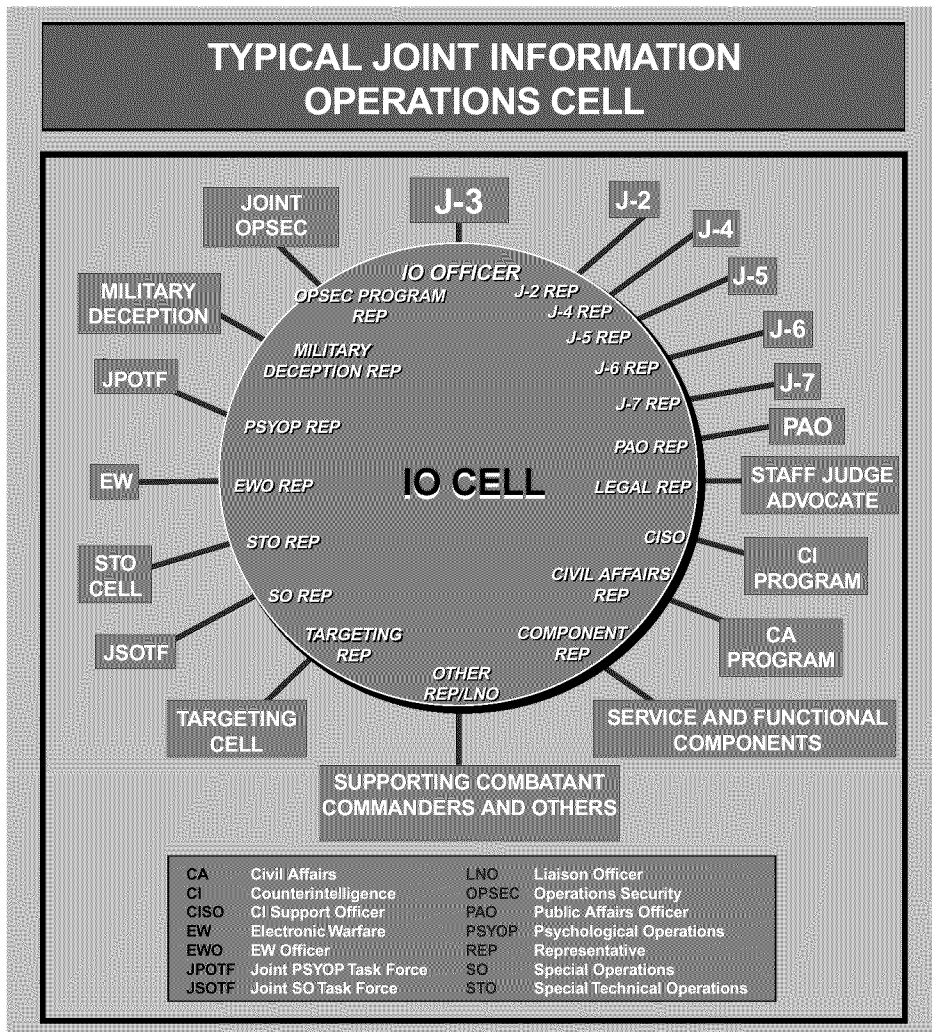 TYPICAL JOINT INFORMATION
OPERATIONS CELL
JOINT
OPSEC
J-3
J-2
J-4
J-5
J-6
J-7
PAO
STAFF JUDGE
ADVOCATE
CI
PROGRAM
CA
PROGRAM
SERVICE AND FUNCTIONAL
COMPONENTS
SUPPORTING COMBATANT
COMMANDERS AND OTHERS
TARGETING
CELL
JSOTF
STO
CELL
EW
JPOTF
MILITARY
DECEPTION
IO OFFICER
J-2 REP
J-4 REP
J-5 REP
J-6 REP
J-7 REP
PAO REP
LEGAL REP
CISO
CIVIL AFFAIRS
REP
COMPONENT
REP
OTHER
REP/LNO
TARGETING
REP
SO REP
STO REP
EWO REP
PSYOP REP
MILITARY
DECEPTION REP
OPSEC PROGRAM
REP
IO CELL
CA Civil Affairs
CI Counterintelligence
CISO CI Support Officer
EW Electronic Warfare
EWO EW Officer
JPOTF Joint PSYOP Task Force
JSOTF Joint SO Task Force
LNO Liaison Officer
OPSEC Operations Security
PAO Public Affairs Officer
PSYOP Psychological Operations
REP Representative
SO Special Operations
STO Special Technical Operations